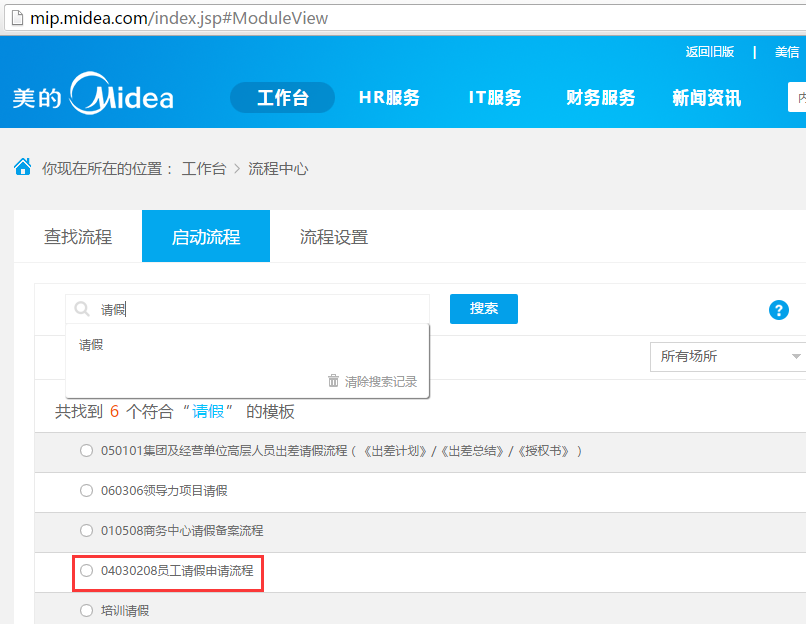 mip.midea.com/index.jsp#ModuleView
返回旧版 | 美信
美的 Midea 工作台 HR服务 IT服务 财务服务 新闻资讯 内
你现在所在的位置： 工作台 > 流程中心
查找流程 启动流程 流程设置
请假 搜索 ?
请假
所有场所
清除搜索记录
共找到 6 个符合 “请假” 的模板
050101集团及经营单位高层人员出差请假流程（《出差计划》/《出差总结》/《授权书》）
060306领导力项目请假
010508商务中心请假备案流程
04030208员工请假申请流程
培训请假